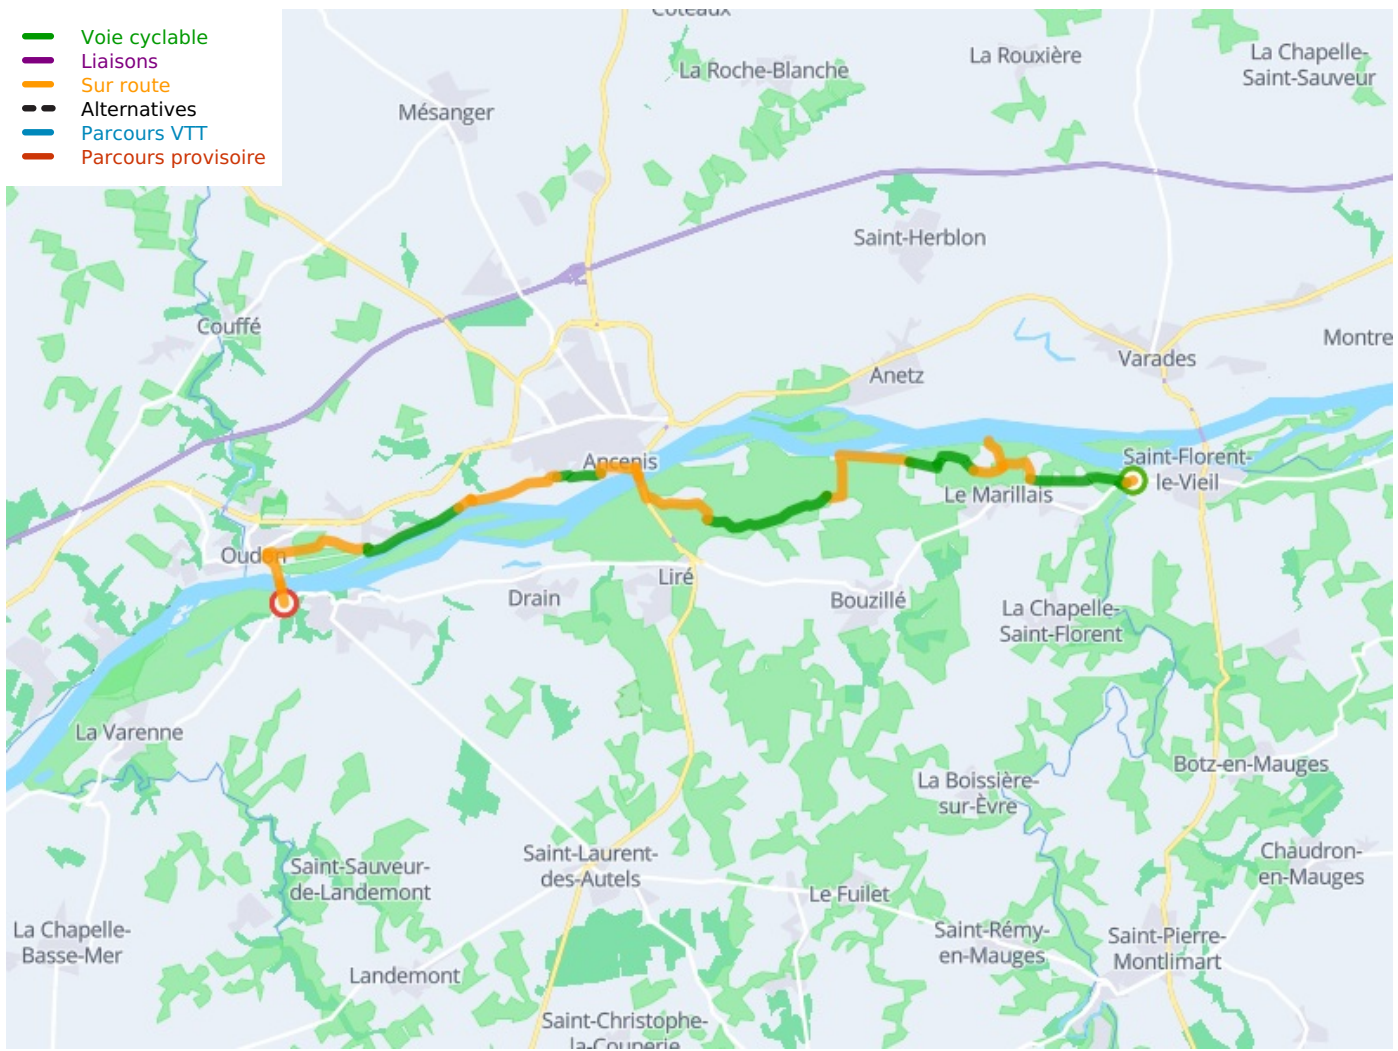 Voie cyclable
Liaisons
Sur route
Alternatives
Parcours VTT
Parcours provisoire
Coteaux
La Roche-Blanche
La Rouxière
La Chapelle-
Saint-Sauveur
Mésanger
Saint-Herblon
Couffé
Montre
Varades
Anetz
Ancenis
Saint-Florent-
le-Vieil
Le Marillais
Oudon
Liré
Drain
Bouzillé
La Chapelle-
Saint-Florent
La Varenne
Botz-en-Mauges
La Boissière-
sur-Èvre
Saint-Laurent-
des-Autels
Chaudron-
en-Mauges
Saint-Sauveur-
de-Landemont
Le Fuilet
La Chapelle-
Basse-Mer
Saint-Rémy-
en-Mauges
Saint-Pierre-
Montlimart
Landemont
Saint-Christophe-
la-Couperie